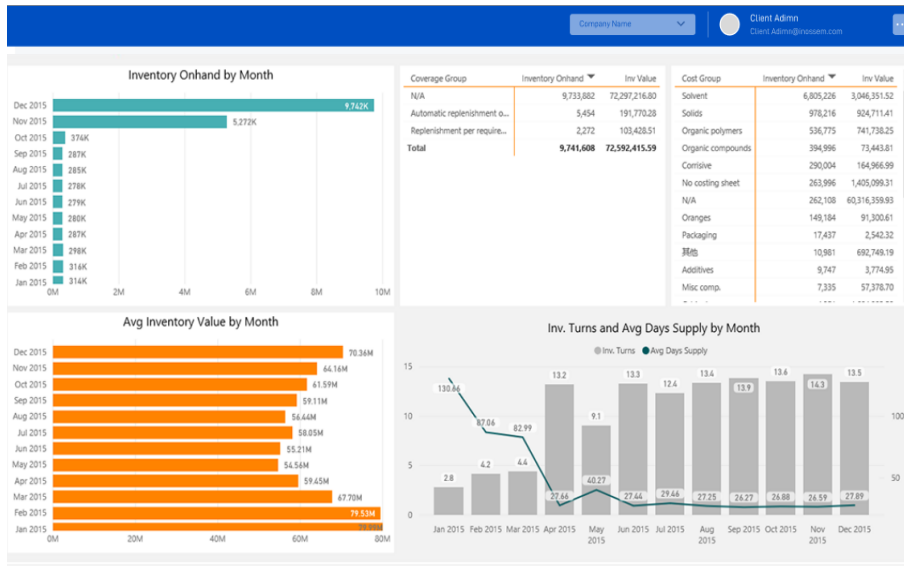 Company Name
Client Adimn
Client.Adimn@inossem.com
Inventory Onhand by Month
Dec 2015 9,742K
Nov 2015 5,272K
Oct 2015 374K
Sep 2015 287K
Aug 2015 285K
Jul 2015 278K
Jun 2015 279K
May 2015 280K
Apr 2015 287K
Mar 2015 298K
Feb 2015 316K
Jan 2015 314K
0M 2M 4M 6M 8M 10M
Coverage Group Inventory Onhand Inv Value
N/A 9,733,882 72,297,216.80
Automatic replenishment o... 5,454 191,770.28
Replenishment per require... 2,272 103,428.51
Total 9,741,608 72,592,415.59
Cost Group Inventory Onhand Inv Value
Solvent 6,805,226 3,046,351.52
Solids 978,216 924,711.41
Organic polymers 536,775 741,738.25
Organic compounds 394,996 73,443.81
Corrisive 290,004 164,966.99
No costing sheet 263,996 1,405,099.31
N/A 262,108 60,316,359.93
Oranges 149,184 91,300.61
Packaging 17,437 2,542.32
其他 10,981 692,749.19
Additives 9,747 3,774.95
Misc comp. 7,335 57,378.70
Avg Inventory Value by Month
Dec 2015 70.36M
Nov 2015 64.16M
Oct 2015 61.59M
Sep 2015 59.11M
Aug 2015 56.44M
Jul 2015 58.05M
Jun 2015 55.21M
May 2015 54.56M
Apr 2015 59.45M
Mar 2015 67.70M
Feb 2015 79.53M
Jan 2015
0M 20M 40M 60M 80M
Inv. Turns and Avg Days Supply by Month
Inv. Turns Avg Days Supply
15
10
5
0
100
50
2.8 4.2 4.4 13.2 9.1 13.3 12.4 13.4 13.9 13.6 14.3 13.5
130.66 87.06 82.99 27.66 40.27 27.44 29.46 27.25 26.27 26.88 26.59 27.89
Jan 2015 Feb 2015 Mar 2015 Apr 2015 May 2015 Jun 2015 Jul 2015 Aug 2015 Sep 2015 Oct 2015 Nov 2015 Dec 2015